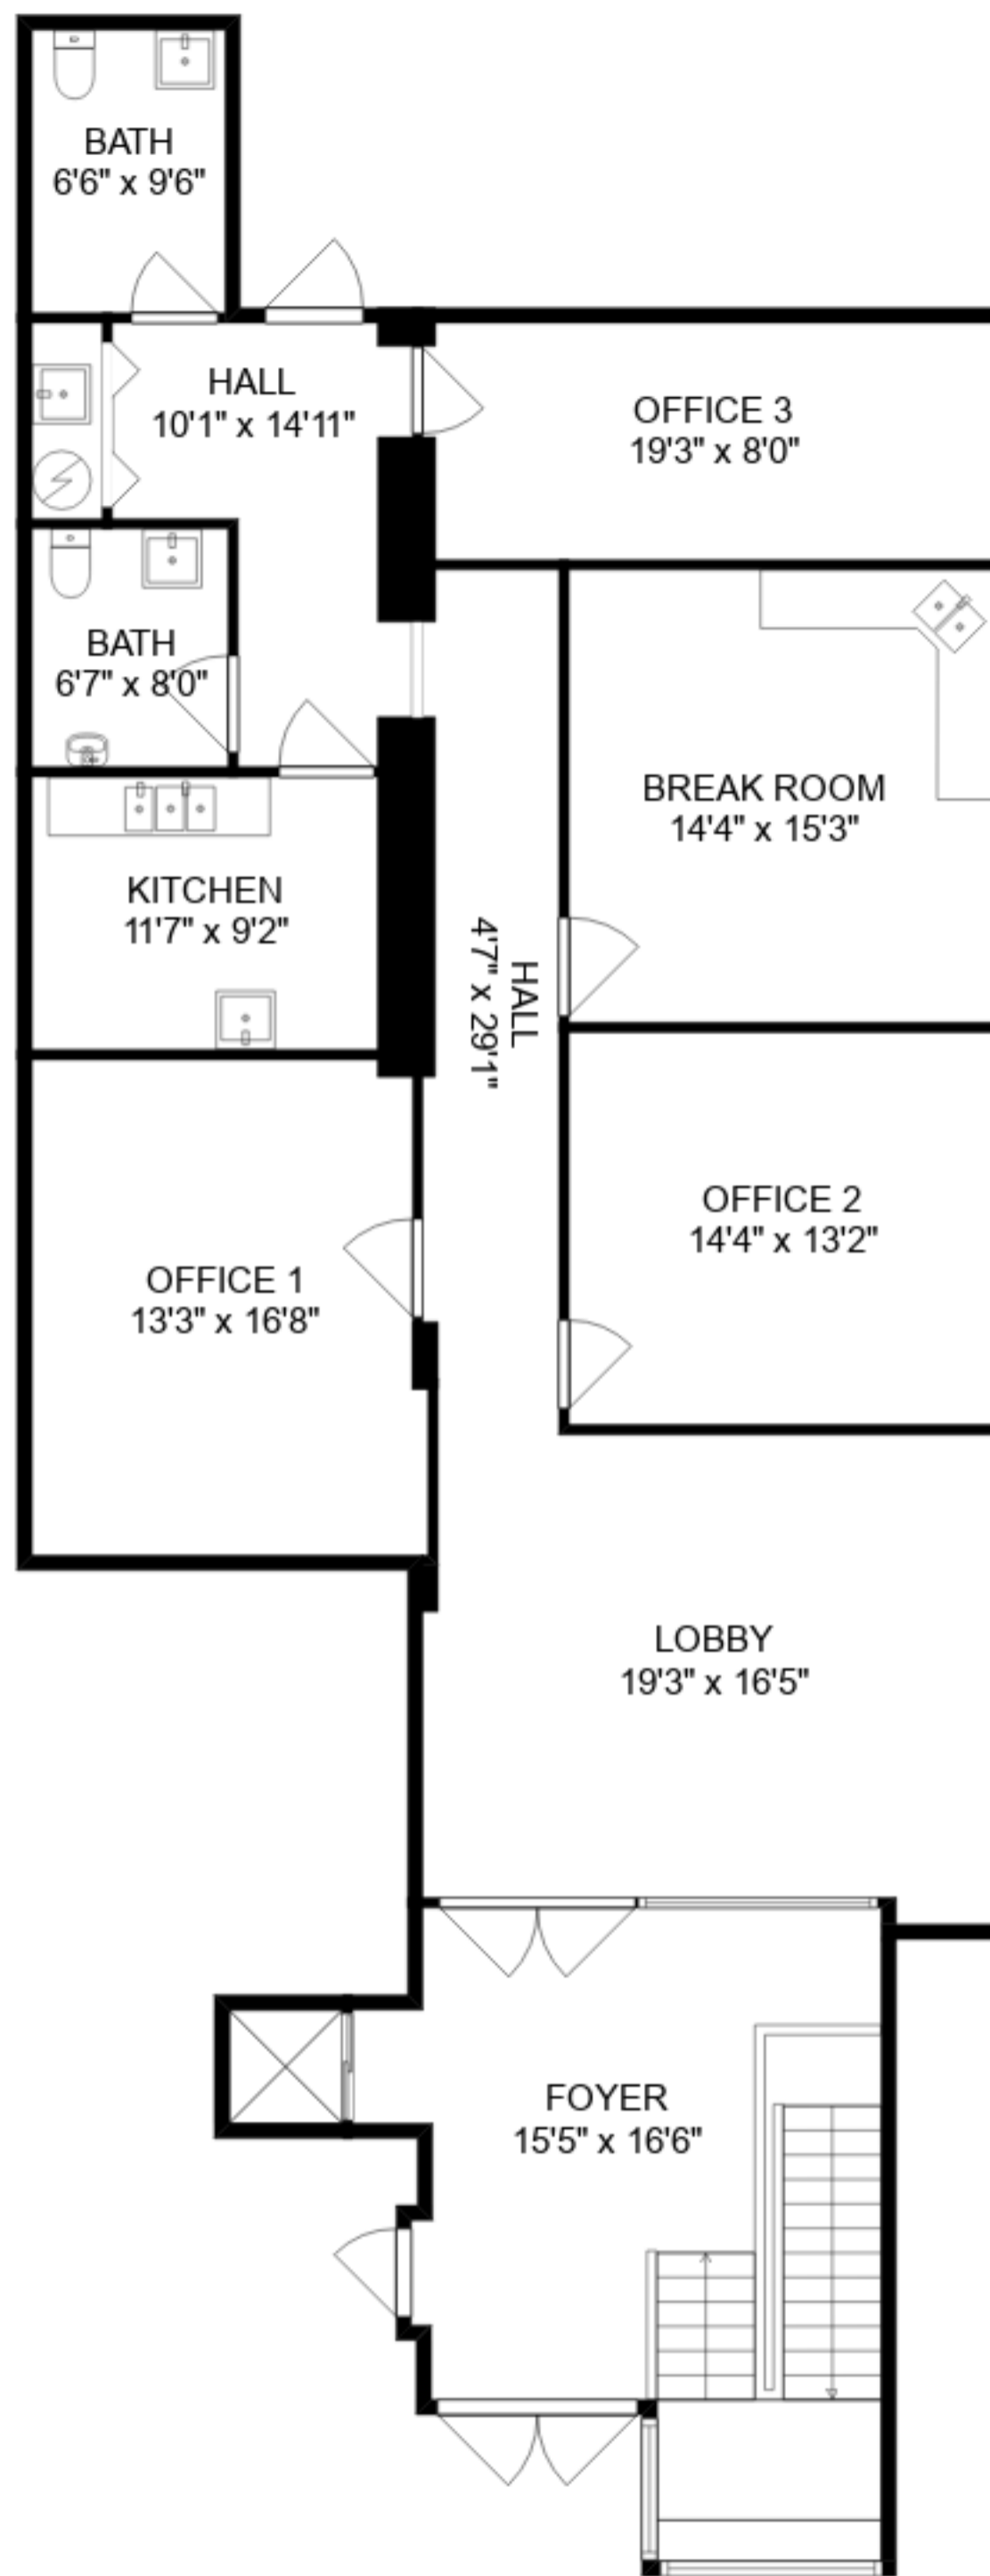 BATH
6'6" x 9'6"
HALL
10'1" x 14'11"
OFFICE 3
19'3" x 8'0"
BATH
6'7" x 8'0"
BREAK ROOM
14'4" x 15'3"
KITCHEN
11'7" x 9'2"
HALL
4'7" x 29'1"
OFFICE 2
14'4" x 13'2"
OFFICE 1
13'3" x 16'8"
LOBBY
19'3" x 16'5"
FOYER
15'5" x 16'6"